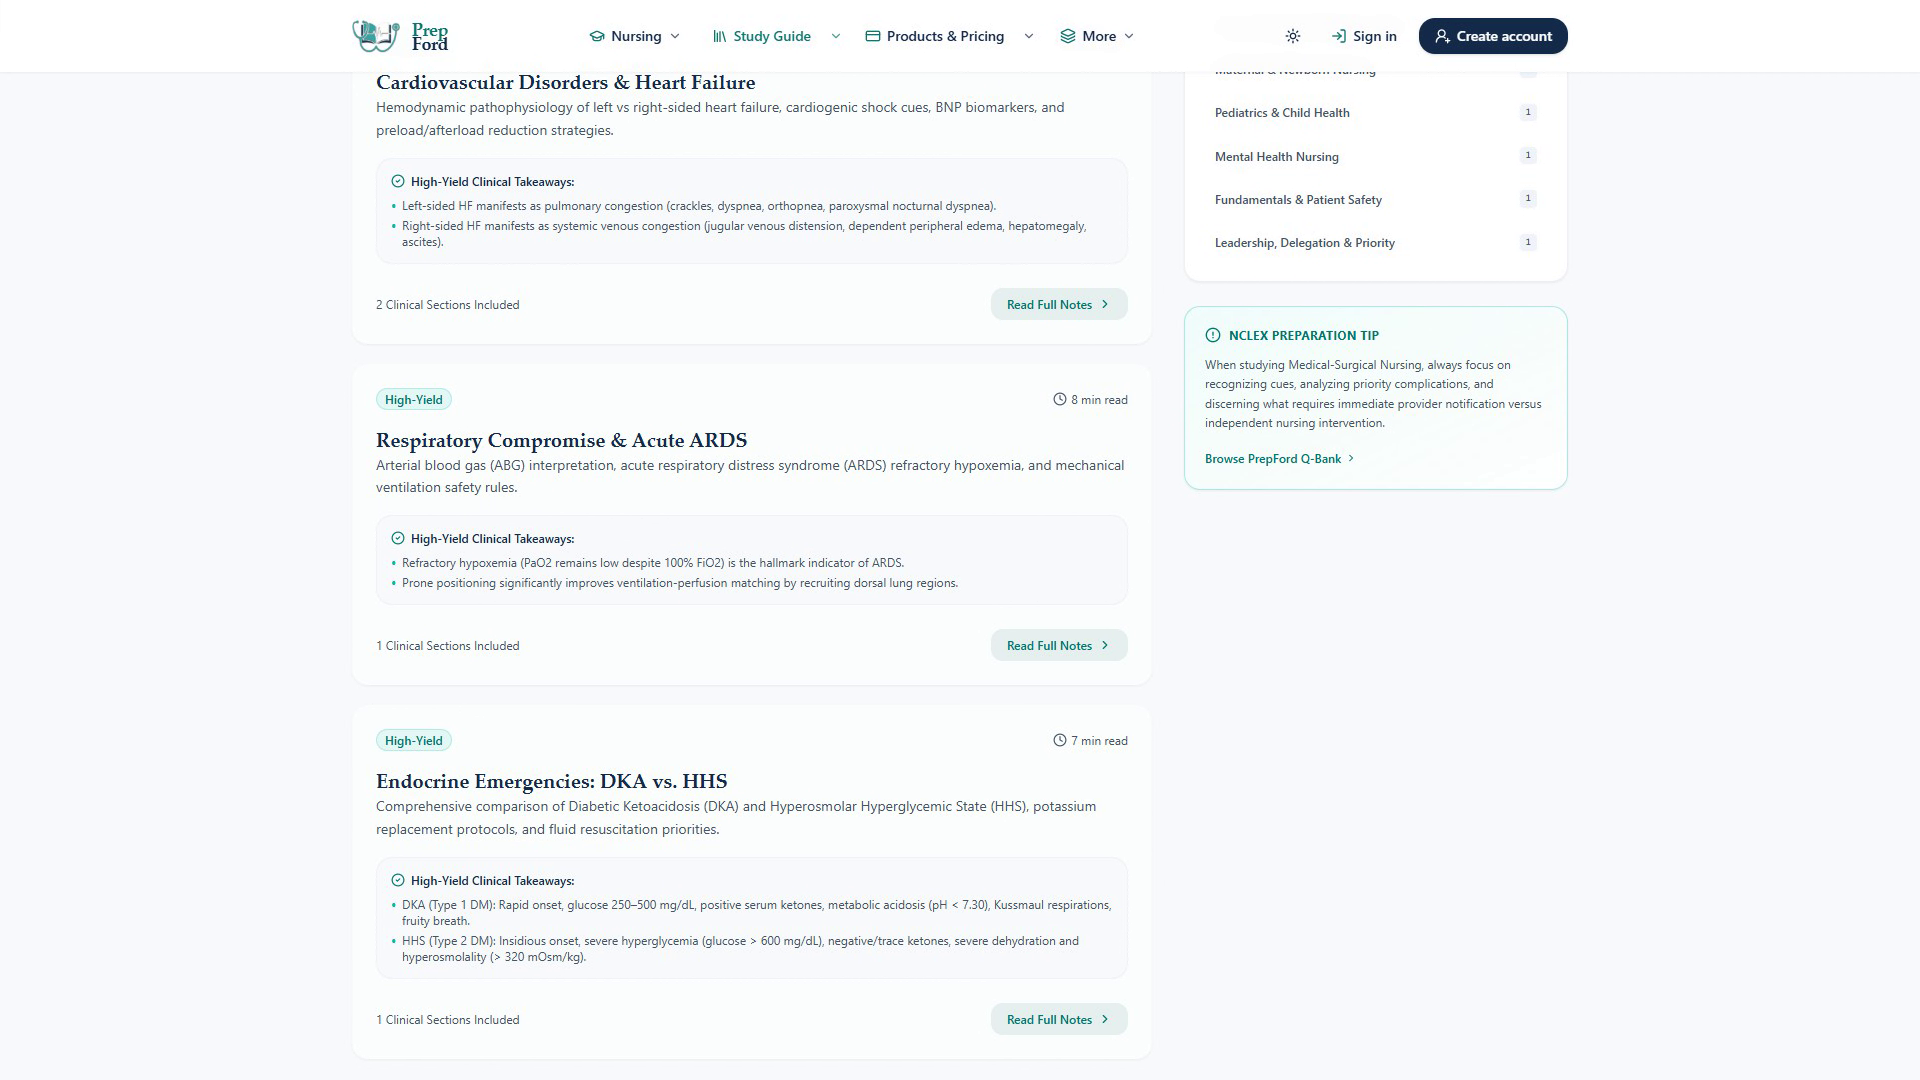 Prep
Ford
Nursing
Study Guide
Products & Pricing
More
Sign in
Create account
Cardiovascular Disorders & Heart Failure
Hemodynamic pathophysiology of left vs right-sided heart failure, cardiogenic shock cues, BNP biomarkers, and
preload/afterload reduction strategies.
High-Yield Clinical Takeaways:
• Left-sided HF manifests as pulmonary congestion (crackles, dyspnea, orthopnea, paroxysmal nocturnal dyspnea).
• Right-sided HF manifests as systemic venous congestion (jugular venous distension, dependent peripheral edema, hepatomegaly,
ascites).
2 Clinical Sections Included
Read Full Notes
High-Yield
8 min read
Respiratory Compromise & Acute ARDS
Arterial blood gas (ABG) interpretation, acute respiratory distress syndrome (ARDS) refractory hypoxemia, and mechanical
ventilation safety rules.
High-Yield Clinical Takeaways:
• Refractory hypoxemia (PaO2 remains low despite 100% FiO2) is the hallmark indicator of ARDS.
• Prone positioning significantly improves ventilation-perfusion matching by recruiting dorsal lung regions.
1 Clinical Sections Included
Read Full Notes
High-Yield
7 min read
Endocrine Emergencies: DKA vs. HHS
Comprehensive comparison of Diabetic Ketoacidosis (DKA) and Hyperosmolar Hyperglycemic State (HHS), potassium
replacement protocols, and fluid resuscitation priorities.
High-Yield Clinical Takeaways:
• DKA (Type 1 DM): Rapid onset, glucose 250–500 mg/dL, positive serum ketones, metabolic acidosis (pH < 7.30), Kussmaul respirations,
fruity breath.
• HHS (Type 2 DM): Insidious onset, severe hyperglycemia (glucose > 600 mg/dL), negative/trace ketones, severe dehydration and
hyperosmolality (> 320 mOsm/kg).
1 Clinical Sections Included
Read Full Notes
Maternal & Newborn Nursing
Pediatrics & Child Health 1
Mental Health Nursing 1
Fundamentals & Patient Safety 1
Leadership, Delegation & Priority 1
NCLEX PREPARATION TIP
When studying Medical-Surgical Nursing, always focus on
recognizing cues, analyzing priority complications, and
discerning what requires immediate provider notification versus
independent nursing intervention.
Browse PrepFord Q-Bank